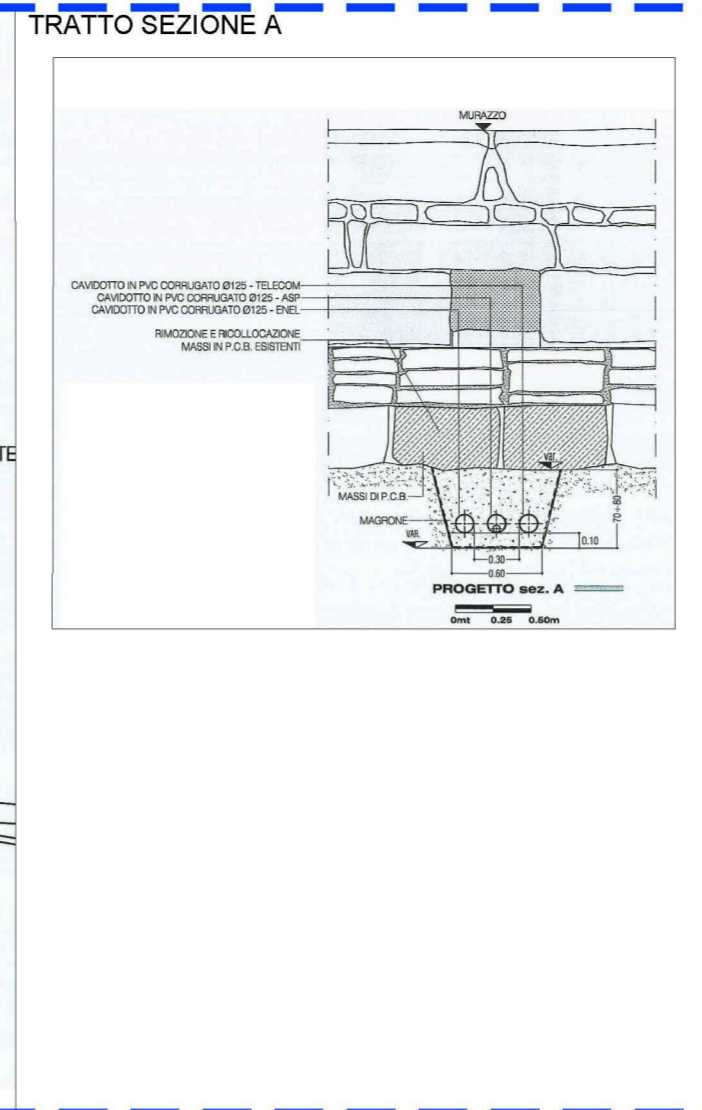 TRATTO SEZIONE A
MURAZZO
CAVIDOTTO IN PVC CORRUGATO Ø125 - TELECOM
CAVIDOTTO IN PVC CORRUGATO Ø125 - ASP
CAVIDOTTO IN PVC CORRUGATO Ø125 - ENEL
RIMOZIONE E RICOLLOCAZIONE
MASSI IN P.C.B. ESISTENTI
TE
var.
MASSI DI P.C.B.
MAGRONE
VAR.
70÷80
0.10
0.30
0.60
PROGETTO sez. A
0mt 0.25 0.50m